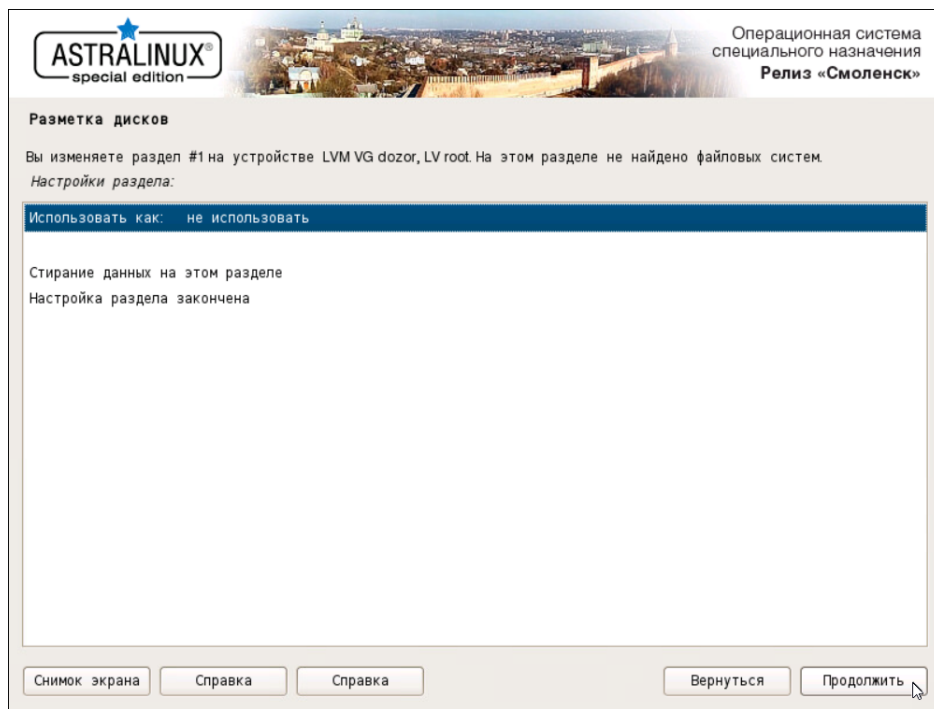 ASTRALINUX®
special edition
Операционная система
специального назначения
Релиз «Смоленск»
Разметка дисков
Вы изменяете раздел #1 на устройстве LVM VG dozor, LV root. На этом разделе не найдено файловых систем.
Настройки раздела:
Использовать как: не использовать
Стирание данных на этом разделе
Настройка раздела закончена
Снимок экрана Справка Справка Вернуться Продолжить